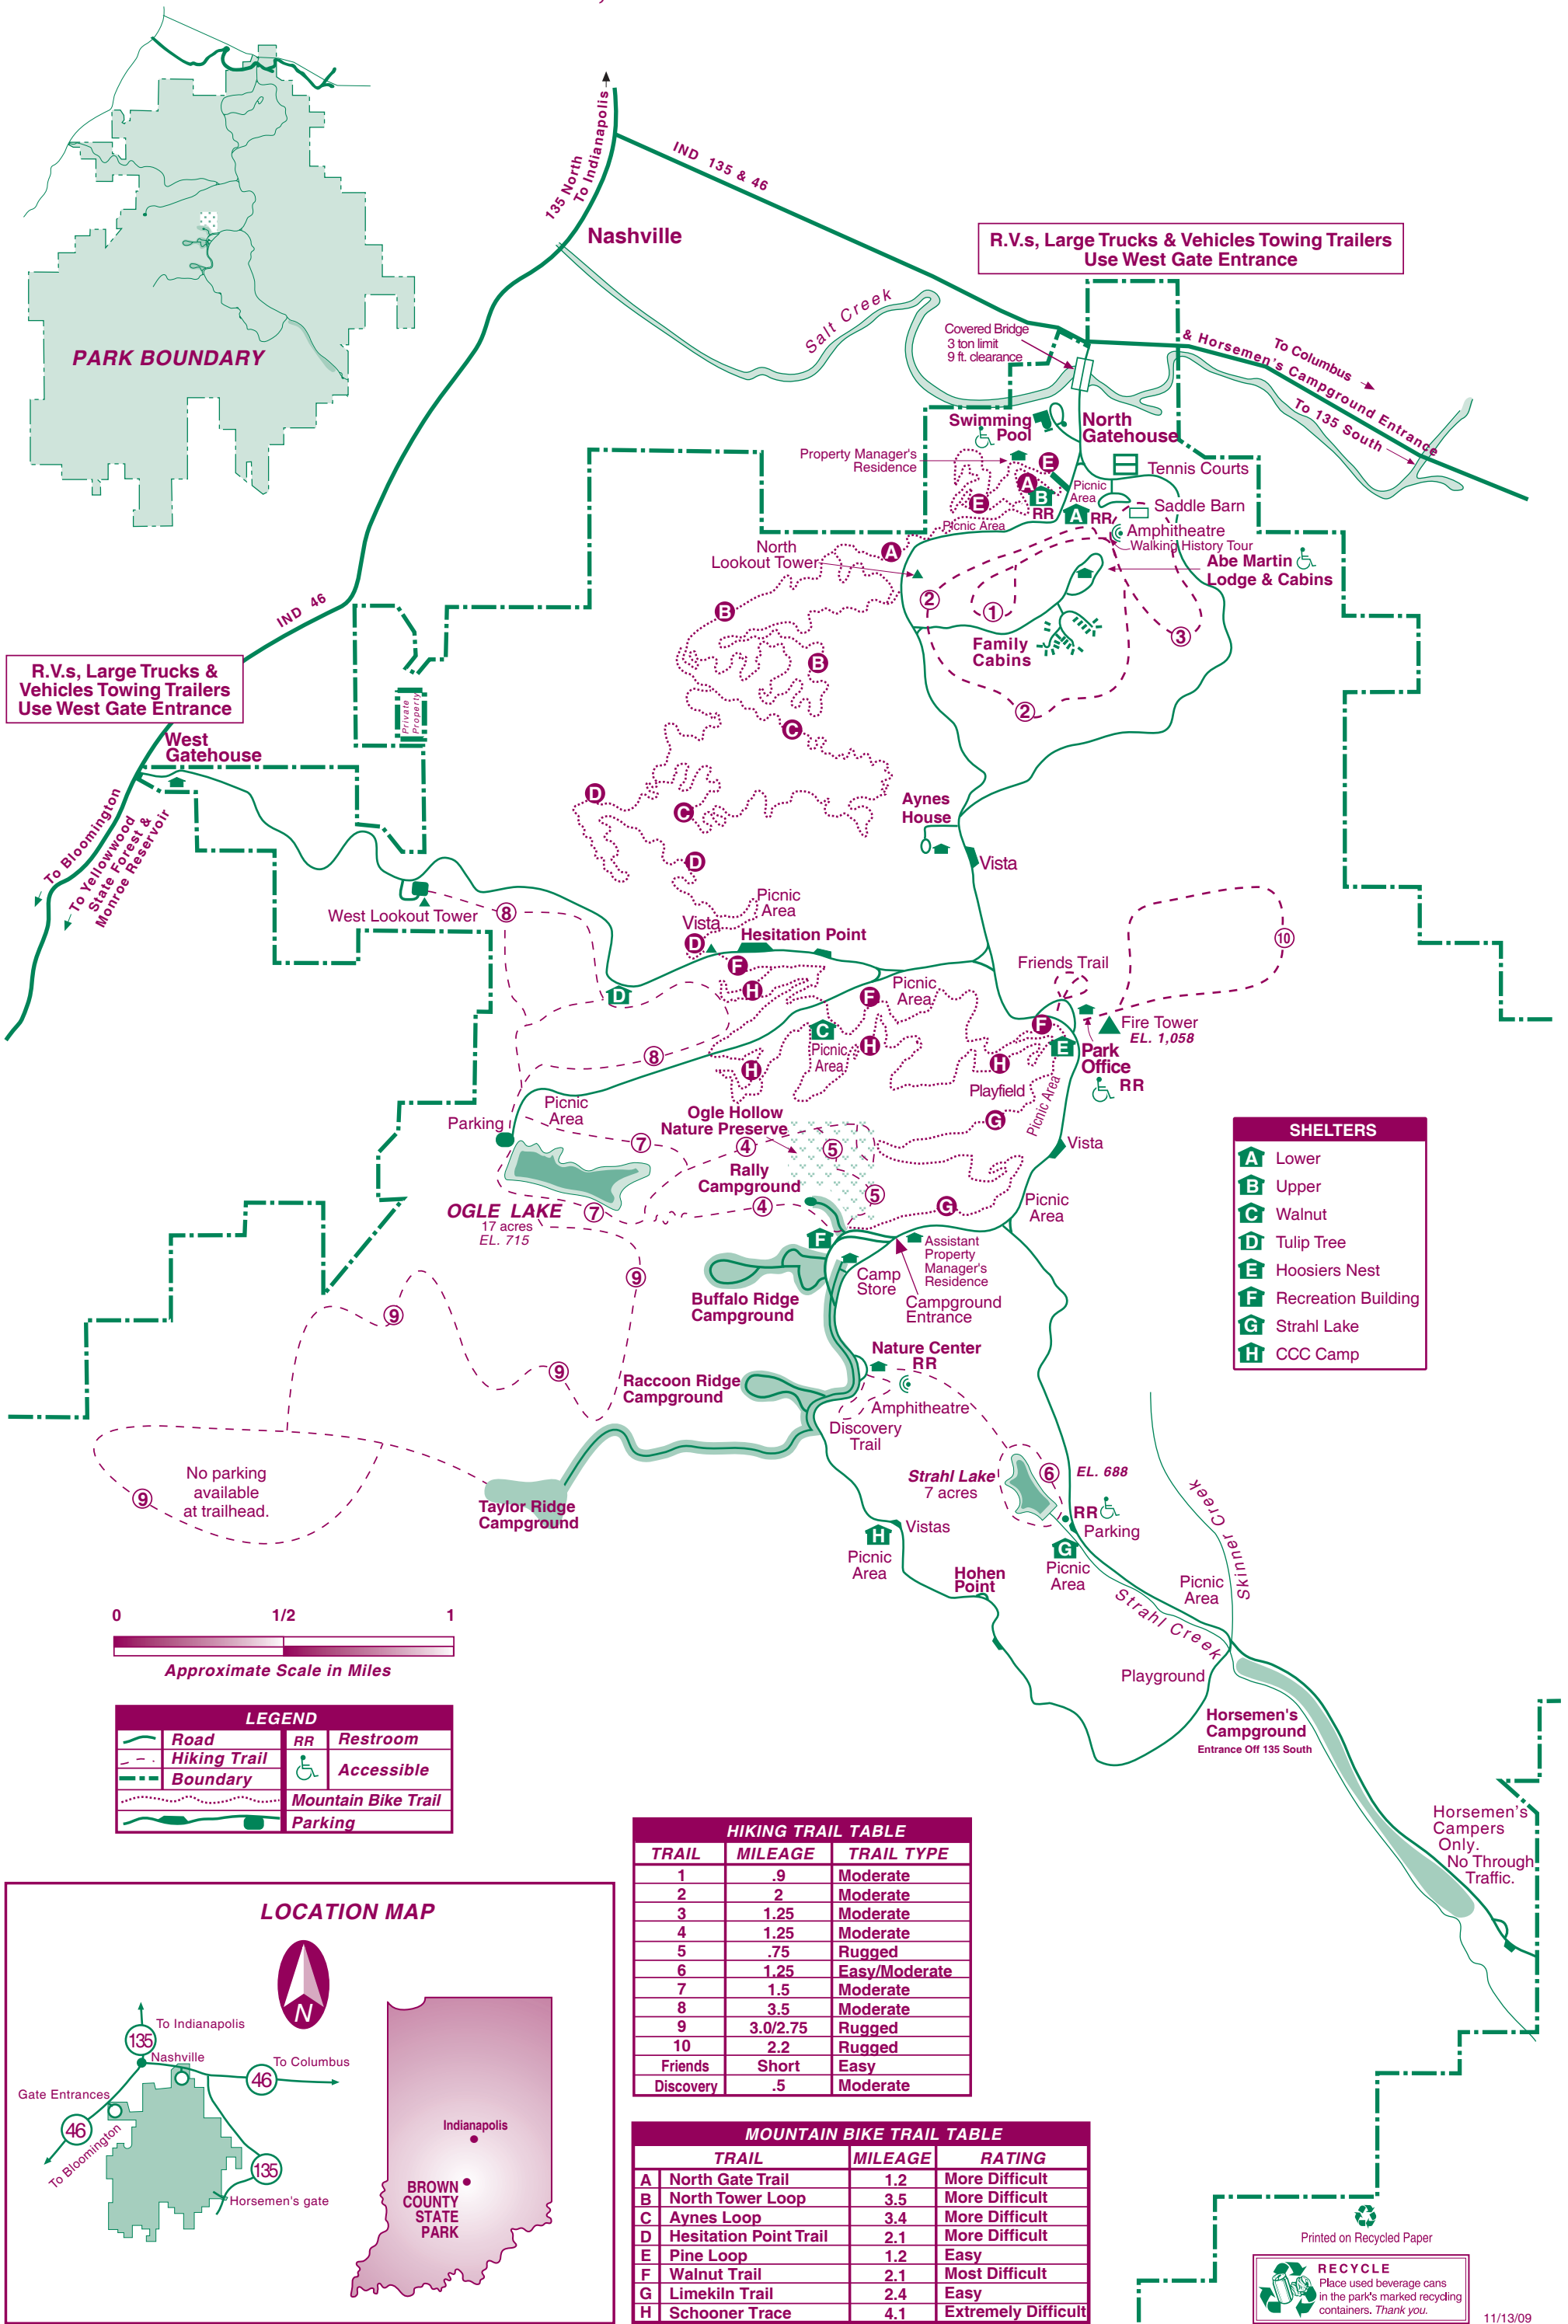 135 North
To Indianapolis
IND 135 & 46
Nashville
R.V.s, Large Trucks & Vehicles Towing Trailers
Use West Gate Entrance
Salt Creek
PARK BOUNDARY
Covered Bridge
3 ton limit
9 ft. clearance
To Columbus
& Horsemen's Campground Entrance
To 135 South
Swimming
Pool
North
Gatehouse
Property Manager's
Residence
Tennis Courts
E
A
B
RR
E
Picnic
Area
A
RR
Saddle Barn
Picnic Area
Amphitheatre
Walking History Tour
A
North
Lookout Tower
Abe Martin
Lodge & Cabins
B
2
1
3
IND 46
Family
Cabins
B
2
R.V.s, Large Trucks &
Vehicles Towing Trailers
Use West Gate Entrance
Private
Property
C
West
Gatehouse
D
C
Aynes
House
To Bloomington
To Yellowwood
State Forest &
Monroe Reservoir
D
Vista
8
West Lookout Tower
Picnic
Area
Vista
Hesitation Point
D
10
F
Friends Trail
H
D
F
Picnic
Area
C
F
Fire Tower
EL. 1,058
Picnic
Area
H
E
Park
Office
RR
8
H
H
Playfield
Picnic Area
Picnic
Area
Parking
Ogle Hollow
Nature Preserve
G
7
4
5
Vista
Rally
Campground
5
OGLE LAKE
17 acres
EL. 715
7
4
G
Picnic
Area
F
Assistant
Property
Manager's
Residence
Camp
Store
Campground
Entrance
9
Buffalo Ridge
Campground
9
SHELTERS
A Lower
B Upper
C Walnut
D Tulip Tree
E Hoosiers Nest
F Recreation Building
G Strahl Lake
H CCC Camp
Nature Center
RR
9
Raccoon Ridge
Campground
Amphitheatre
Discovery
Trail
No parking
available
at trailhead.
9
Strahl Lake
7 acres
6
EL. 688
Taylor Ridge
Campground
RR
Parking
Skinner Creek
H
Vistas
Picnic
Area
G
Picnic
Area
Hohen
Point
Picnic
Area
Strahl Creek
Playground
0 1/2 1
Approximate Scale in Miles
Horsemen's
Campground
Entrance Off 135 South
LEGEND
Road RR Restroom
Hiking Trail
Accessible
Boundary
Mountain Bike Trail
Parking
Horsemen's
Campers
Only.
No Through
Traffic.
HIKING TRAIL TABLE
TRAIL MILEAGE TRAIL TYPE
1 .9 Moderate
2 2 Moderate
3 1.25 Moderate
4 1.25 Moderate
5 .75 Rugged
6 1.25 Easy/Moderate
7 1.5 Moderate
8 3.5 Moderate
9 3.0/2.75 Rugged
10 2.2 Rugged
Friends Short Easy
Discovery .5 Moderate
LOCATION MAP
N
To Indianapolis
135
Nashville
To Columbus
46
Gate Entrances
46
To Bloomington
135
Horsemen's gate
Indianapolis
BROWN
COUNTY
STATE
PARK
MOUNTAIN BIKE TRAIL TABLE
TRAIL MILEAGE RATING
A North Gate Trail 1.2 More Difficult
B North Tower Loop 3.5 More Difficult
C Aynes Loop 3.4 More Difficult
D Hesitation Point Trail 2.1 More Difficult
E Pine Loop 1.2 Easy
F Walnut Trail 2.1 Most Difficult
G Limekiln Trail 2.4 Easy
H Schooner Trace 4.1 Extremely Difficult
Printed on Recycled Paper
RECYCLE
Place used beverage cans
in the park's marked recycling
containers. Thank you.
11/13/09